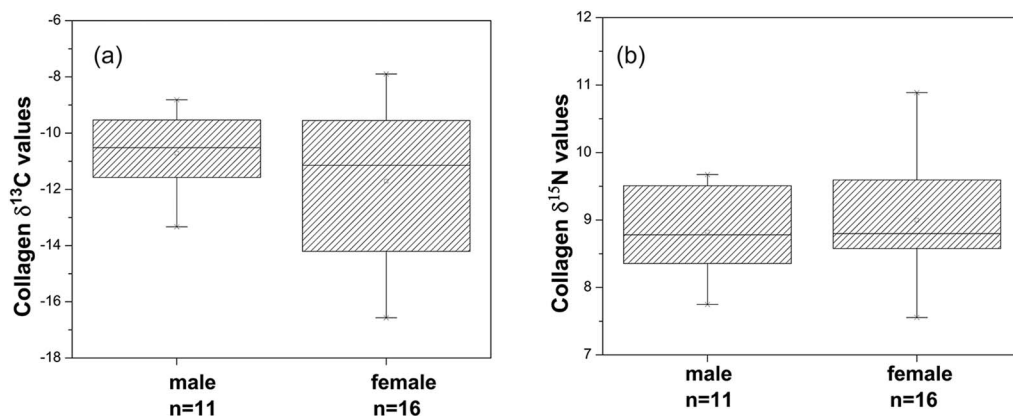 (a)
Collagen δ¹³C values
-6
-8
-10
-12
-14
-16
-18
male
n=11
female
n=16
(b)
Collagen δ¹⁵N values
12
11
10
9
8
7
male
n=11
female
n=16